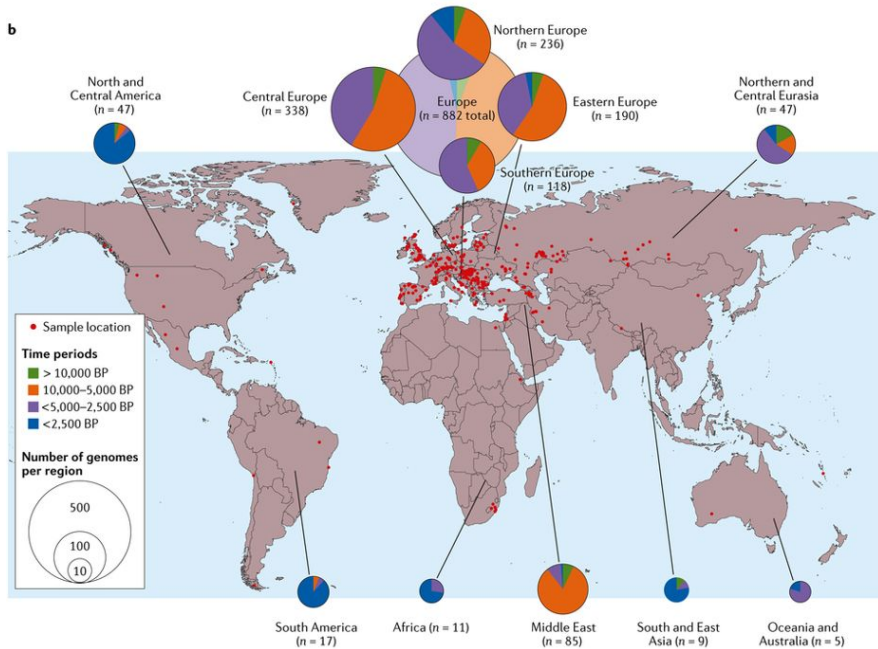 b
Northern Europe
(n = 236)
North and
Central America
(n = 47)
Central Europe
(n = 338)
Europe
(n = 882 total)
Eastern Europe
(n = 190)
Northern and
Central Eurasia
(n = 47)
Southern Europe
(n = 118)
Sample location
Time periods
> 10,000 BP
10,000–5,000 BP
<5,000–2,500 BP
<2,500 BP
Number of genomes
per region
500
100
10
South America
(n = 17)
Africa (n = 11)
Middle East
(n = 85)
South and East
Asia (n = 9)
Oceania and
Australia (n = 5)